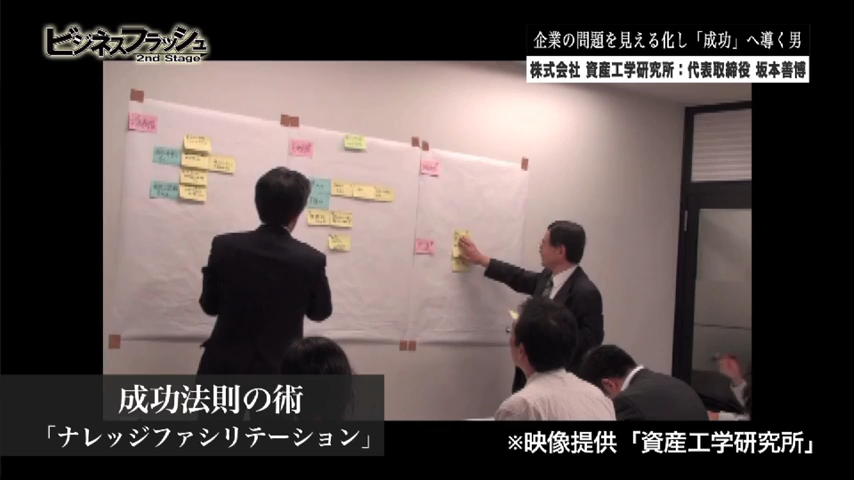 ビジネスフラッシュ
2nd Stage
企業の問題を見える化し「成功」へ導く男
株式会社 資産工学研究所：代表取締役 坂本善博
成功法則の術
「ナレッジファシリテーション」
※映像提供「資産工学研究所」